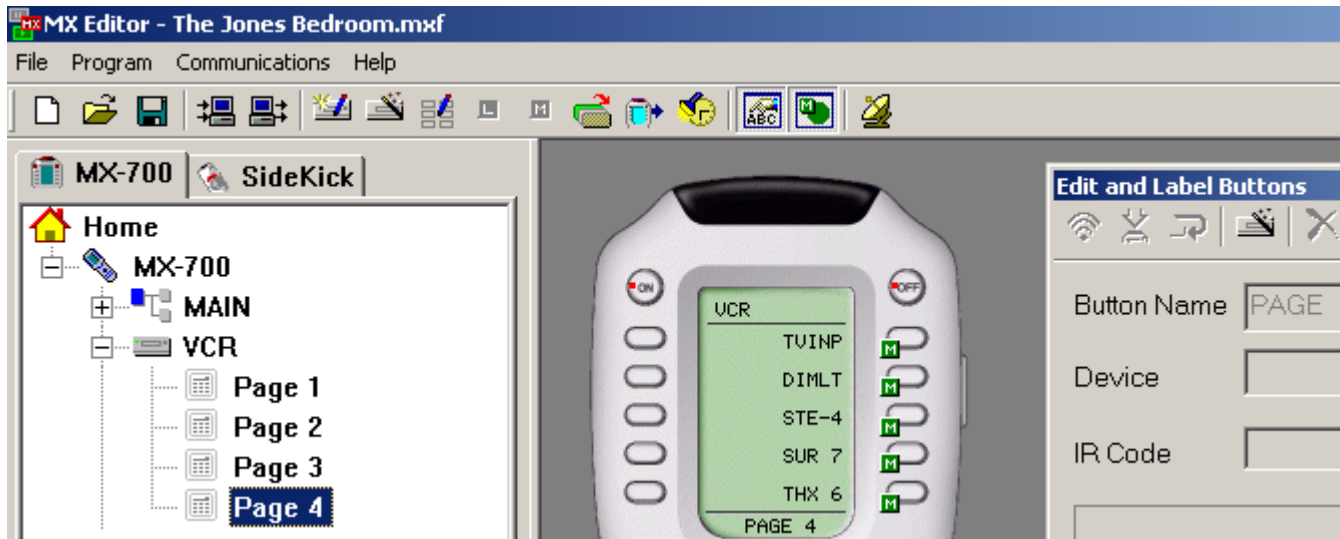 MX Editor - The Jones Bedroom.mxf
File Program Communications Help
L M ABC M
MX-700 SideKick
Home
MX-700
MAIN
VCR
Page 1
Page 2
Page 3
Page 4
ON OFF
VCR
TVINP M
DIMLT M
STE-4 M
SUR 7 M
THX 6 M
PAGE 4
Edit and Label Buttons
Button Name PAGE
Device
IR Code